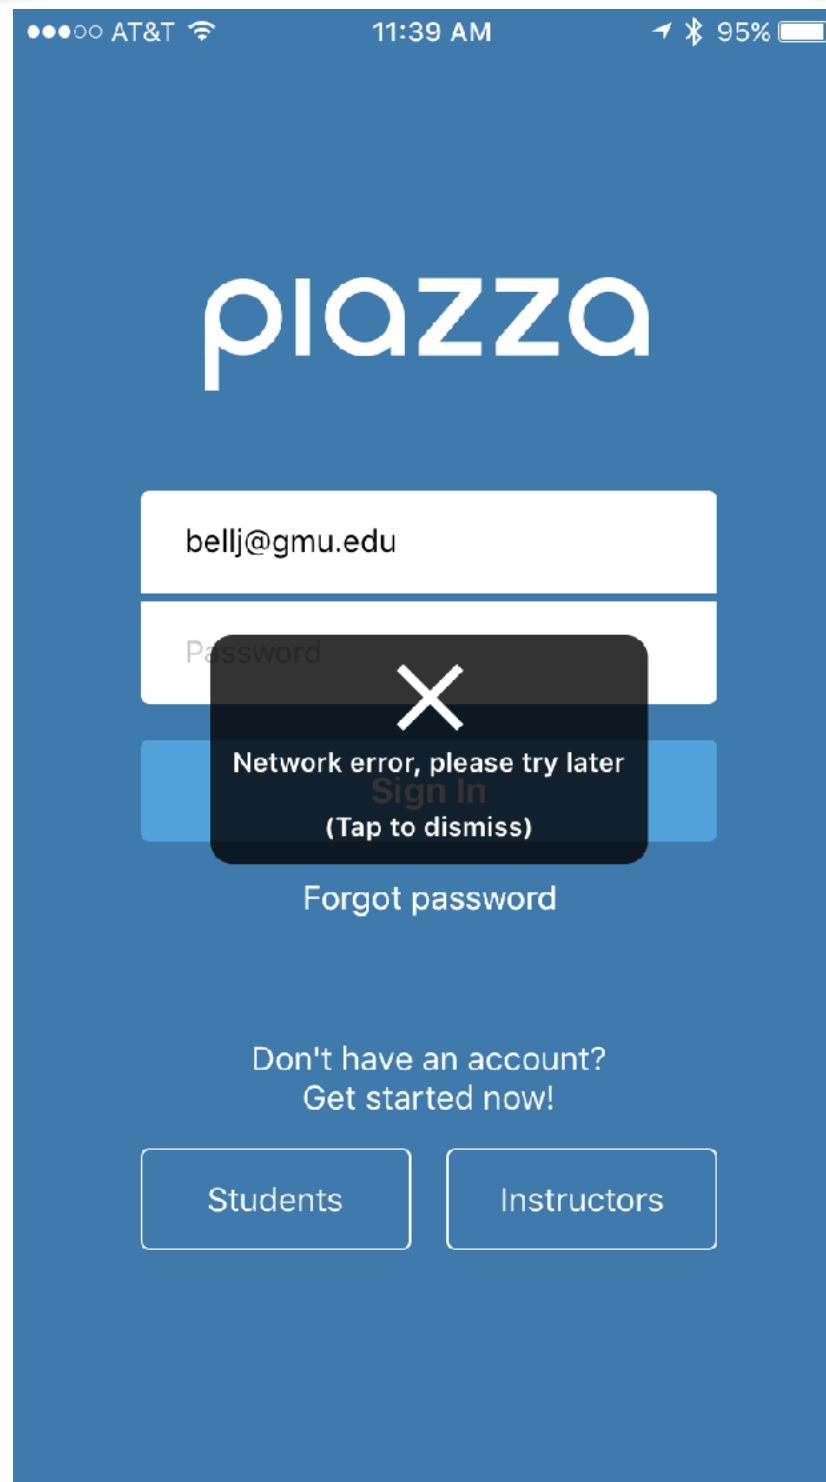 AT&T 11:39 AM 95%
piazza
bellj@gmu.edu
Password
Network error, please try later
Sign In
(Tap to dismiss)
Forgot password
Don't have an account?
Get started now!
Students Instructors